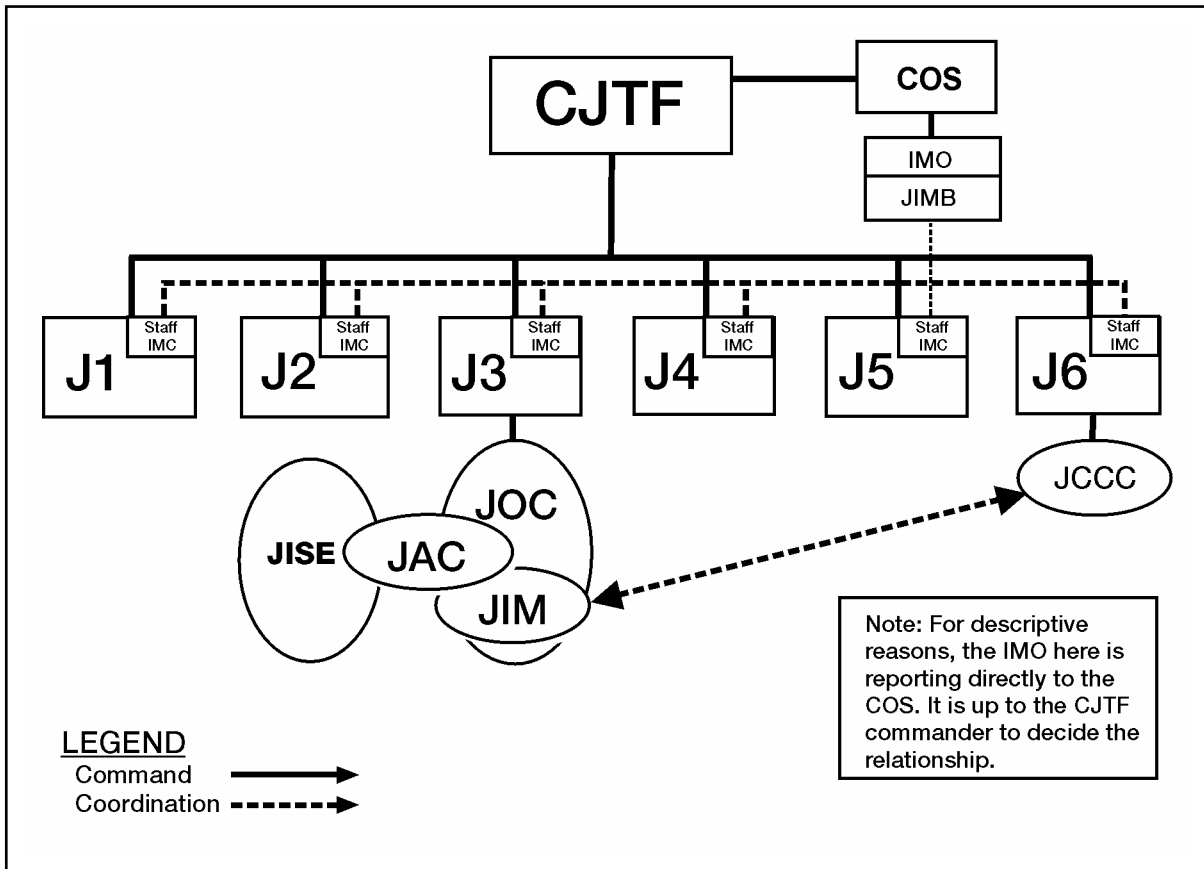 CJTF
COS
IMO
JIMB
Staff
IMC
J1
Staff
IMC
J2
Staff
IMC
J3
Staff
IMC
J4
Staff
IMC
J5
Staff
IMC
J6
JOC
JISE
JAC
JIM
JCCC
Note: For descriptive
reasons, the IMO here is
reporting directly to the
COS. It is up to the CJTF
commander to decide the
relationship.
LEGEND
Command
Coordination